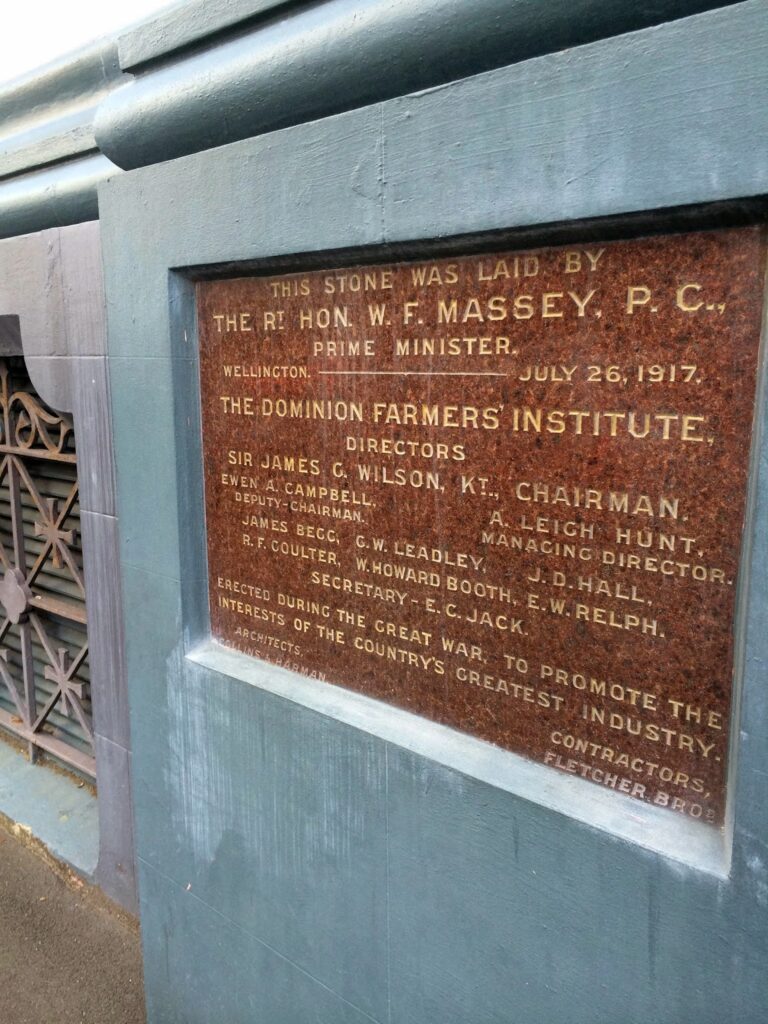 THIS STONE WAS LAID BY
THE RT. HON. W. F. MASSEY, P. C.,
PRIME MINISTER.
WELLINGTON. JULY 26, 1917.
THE DOMINION FARMERS' INSTITUTE,
DIRECTORS
SIR JAMES G. WILSON, KT., CHAIRMAN.
EWEN A. CAMPBELL, A. LEIGH HUNT,
DEPUTY-CHAIRMAN. MANAGING DIRECTOR.
JAMES BEGG, G.W. LEADLEY, J.D. HALL,
R.F. COULTER, W. HOWARD BOOTH, E.W. RELPH.
SECRETARY - E.C. JACK.
ERECTED DURING THE GREAT WAR, TO PROMOTE THE
INTERESTS OF THE COUNTRY'S GREATEST INDUSTRY.
ARCHITECTS, CONTRACTORS,
COLLINS & HARMAN. FLETCHER BROS